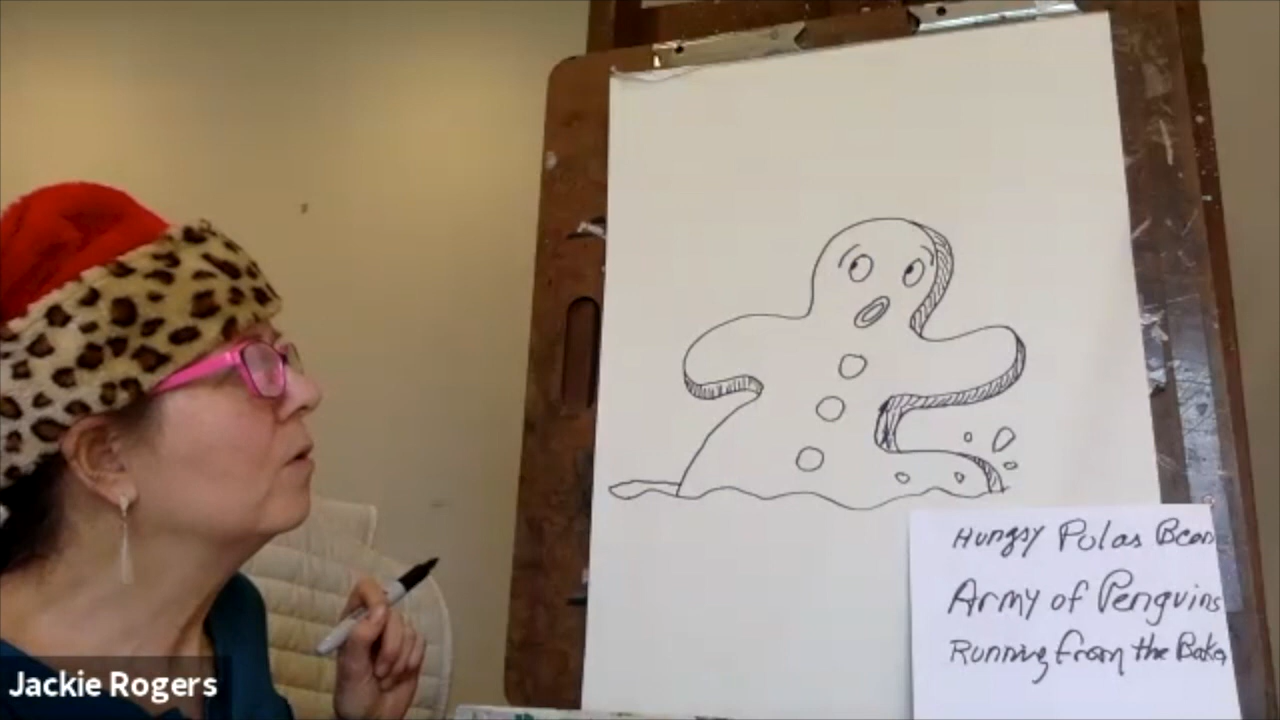 Hungry Polar Bear
Army of Penguins
Running from the Baker
Jackie Rogers